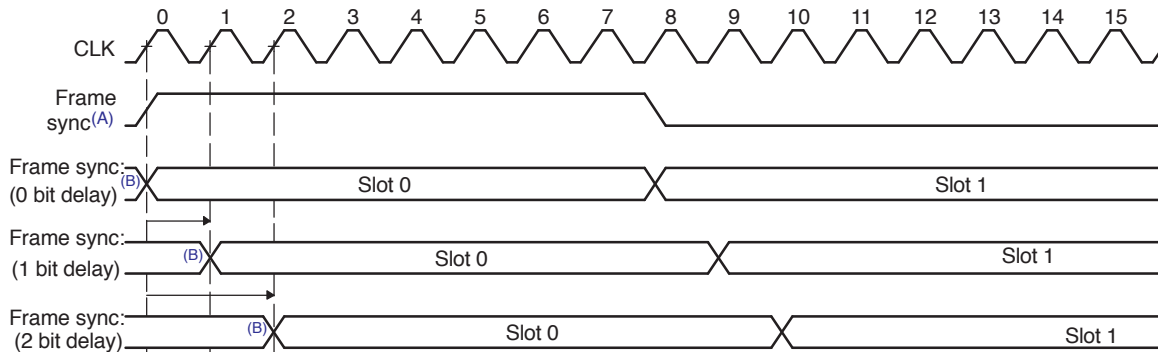 0 1 2 3 4 5 6 7 8 9 10 11 12 13 14 15
CLK
Frame
sync(A)
Frame sync:
(B)
(0 bit delay)
Slot 0
Slot 1
Frame sync:
(B)
(1 bit delay)
Slot 0
Slot 1
Frame sync:
(B)
(2 bit delay)
Slot 0
Slot 1